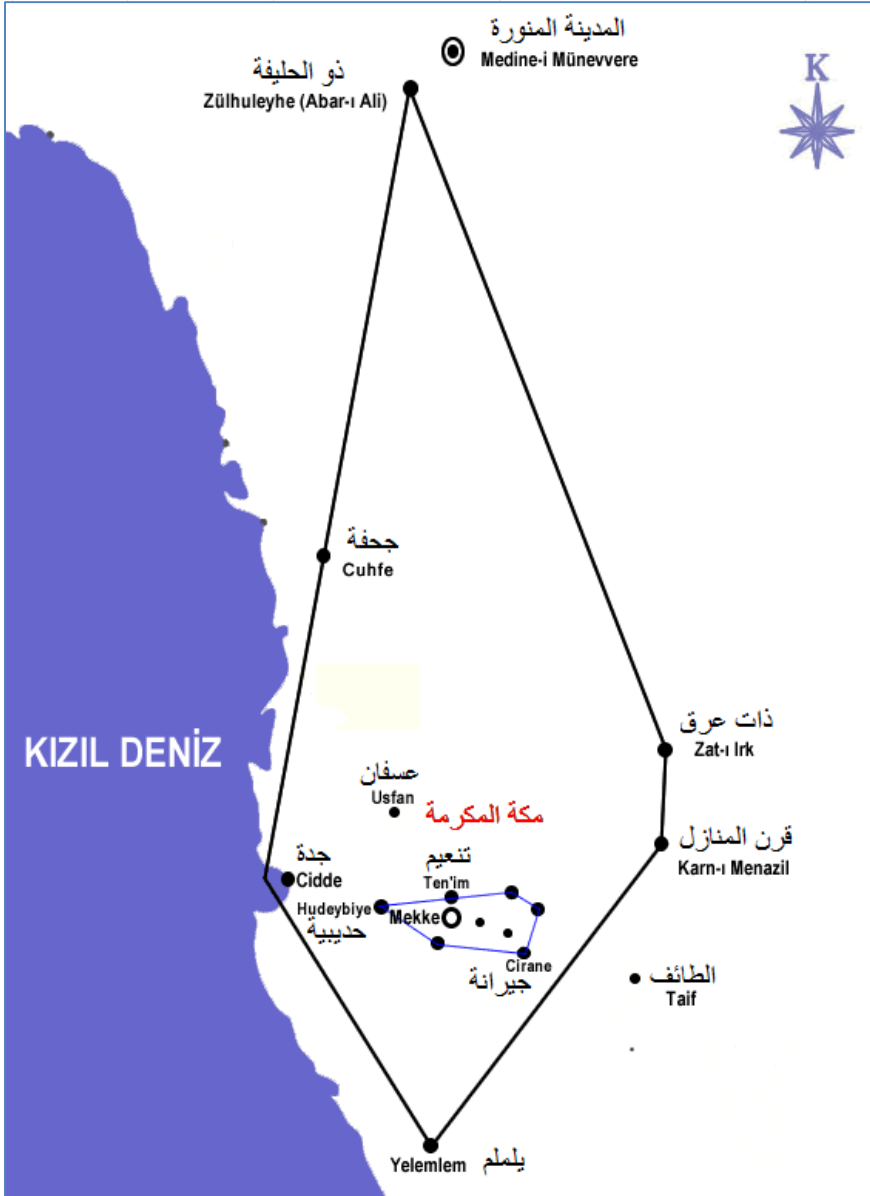 المدينة المنورة
Medine-i Münevvere
K
ذو الحليفة
Zülhuleyhe (Abar-ı Ali)
جحفة
Cuhfe
ذات عرق
Zat-ı Irk
KIZIL DENİZ
عسفان
Usfan
مكة المكرمة
قرن المنازل
Karn-ı Menazil
جدة
Cidde
تنعيم
Ten'im
Hudeybiye
Mekke
حديبية
Cirane
جيرانة
الطائف
Taif
Yelemlem
يلملم